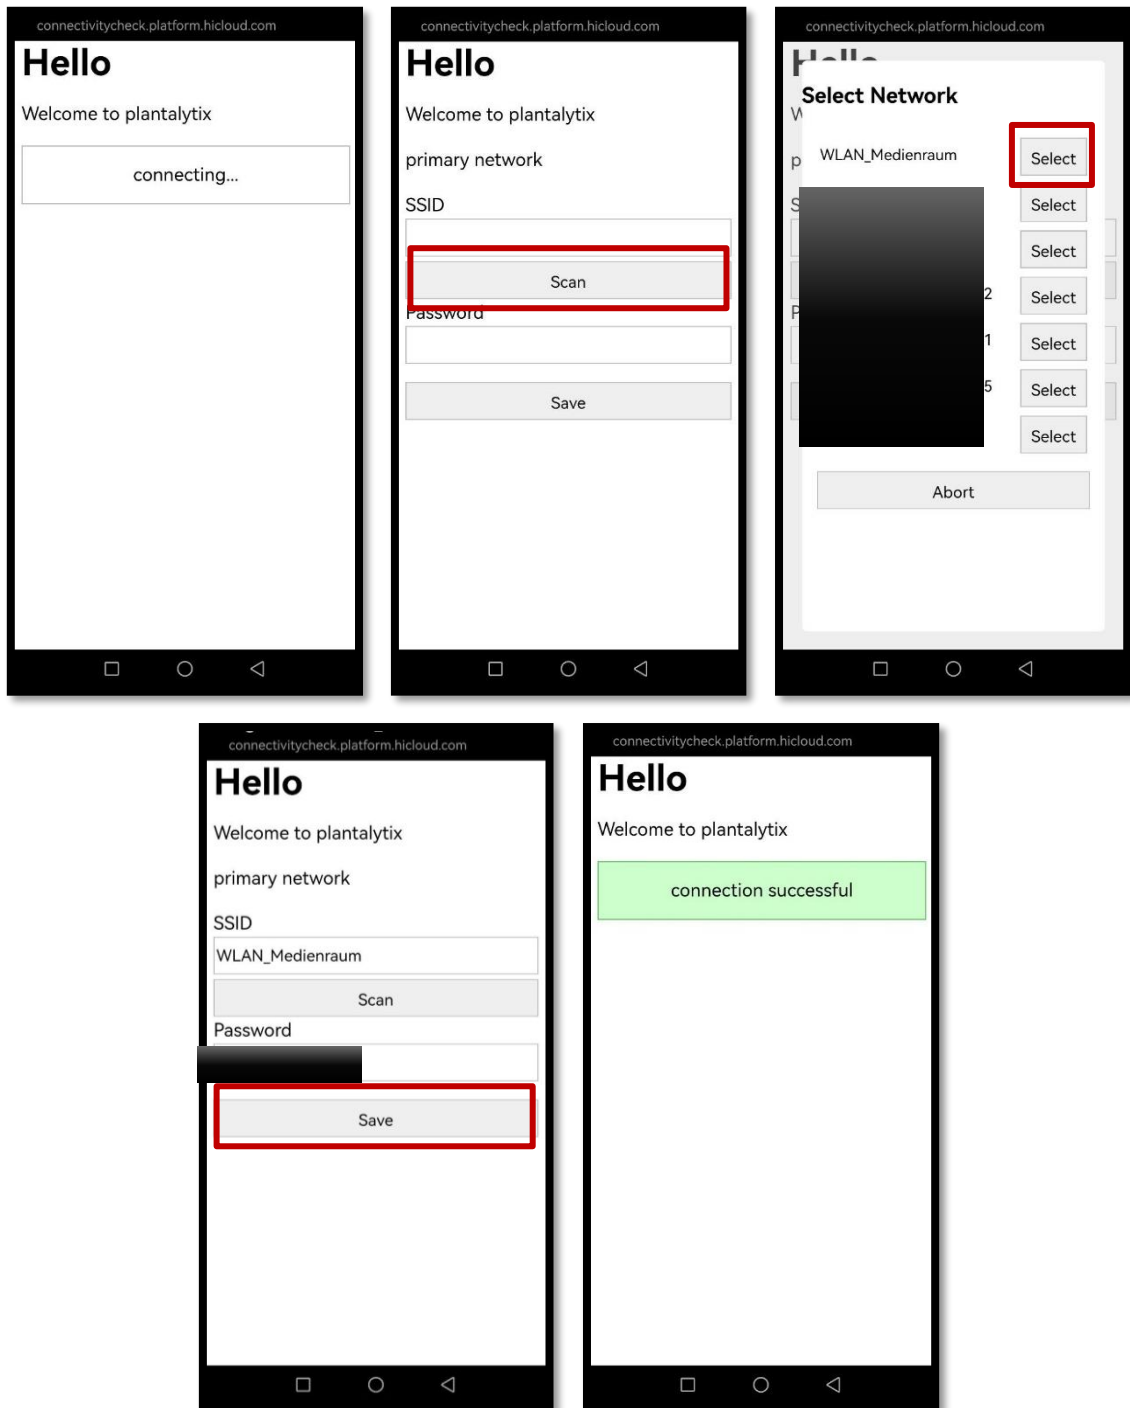 connectivitycheck.platform.hicloud.com
Hello
Welcome to plantalytix
connecting...
connectivitycheck.platform.hicloud.com
Hello
Welcome to plantalytix
primary network
SSID
Scan
Password
Save
connectivitycheck.platform.hicloud.com
Hello
Select Network
WLAN_Medienraum
Select
Select
Select
2
Select
1
Select
5
Select
Select
Abort
connectivitycheck.platform.hicloud.com
Hello
Welcome to plantalytix
primary network
SSID
WLAN_Medienraum
Scan
Password
Save
connectivitycheck.platform.hicloud.com
Hello
Welcome to plantalytix
connection successful